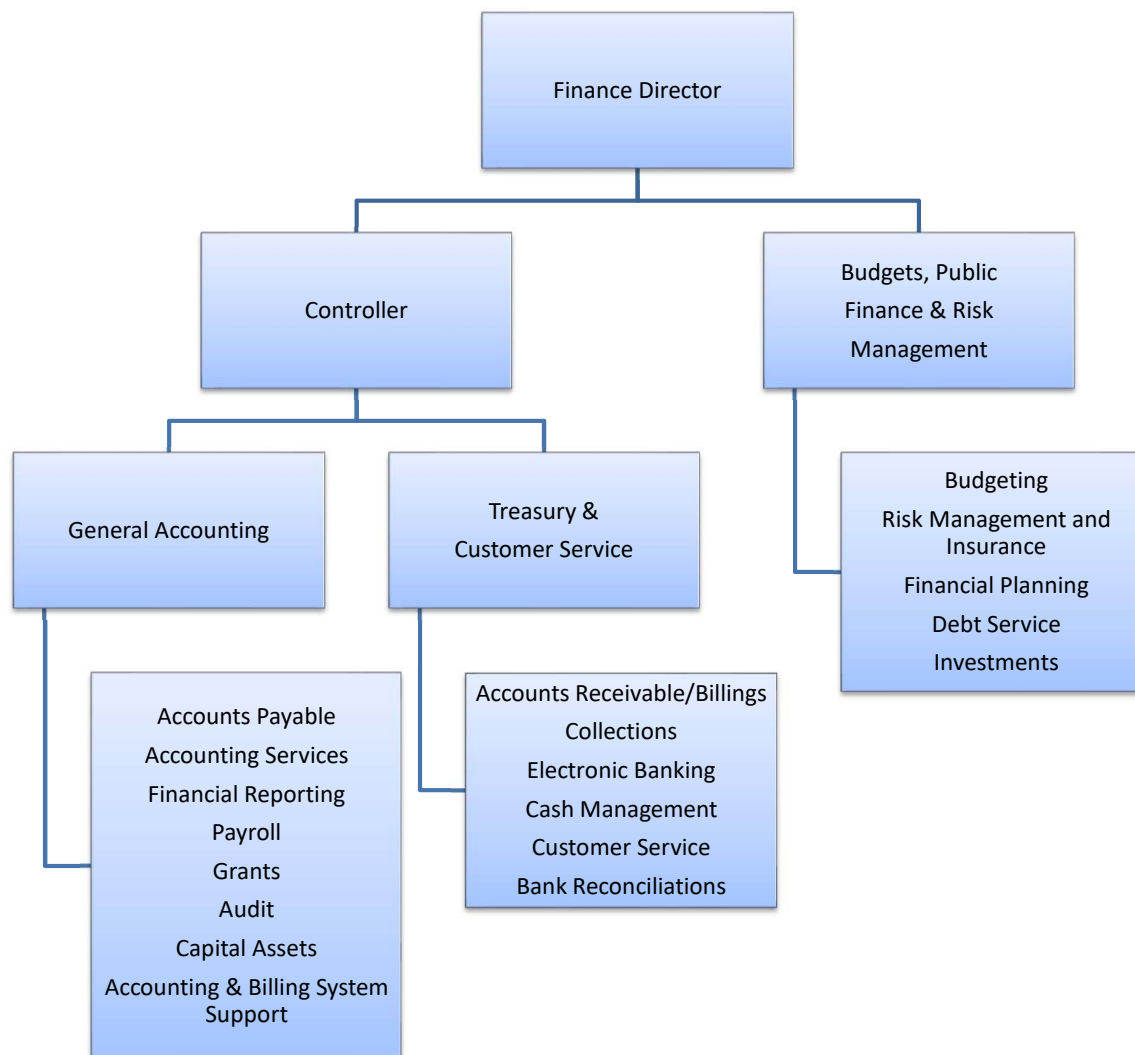 Finance Director
Controller
Budgets, Public
Finance & Risk
Management
General Accounting
Treasury &
Customer Service
Budgeting
Risk Management and
Insurance
Financial Planning
Debt Service
Investments
Accounts Payable
Accounting Services
Financial Reporting
Payroll
Grants
Audit
Capital Assets
Accounting & Billing System
Support
Accounts Receivable/Billings
Collections
Electronic Banking
Cash Management
Customer Service
Bank Reconciliations